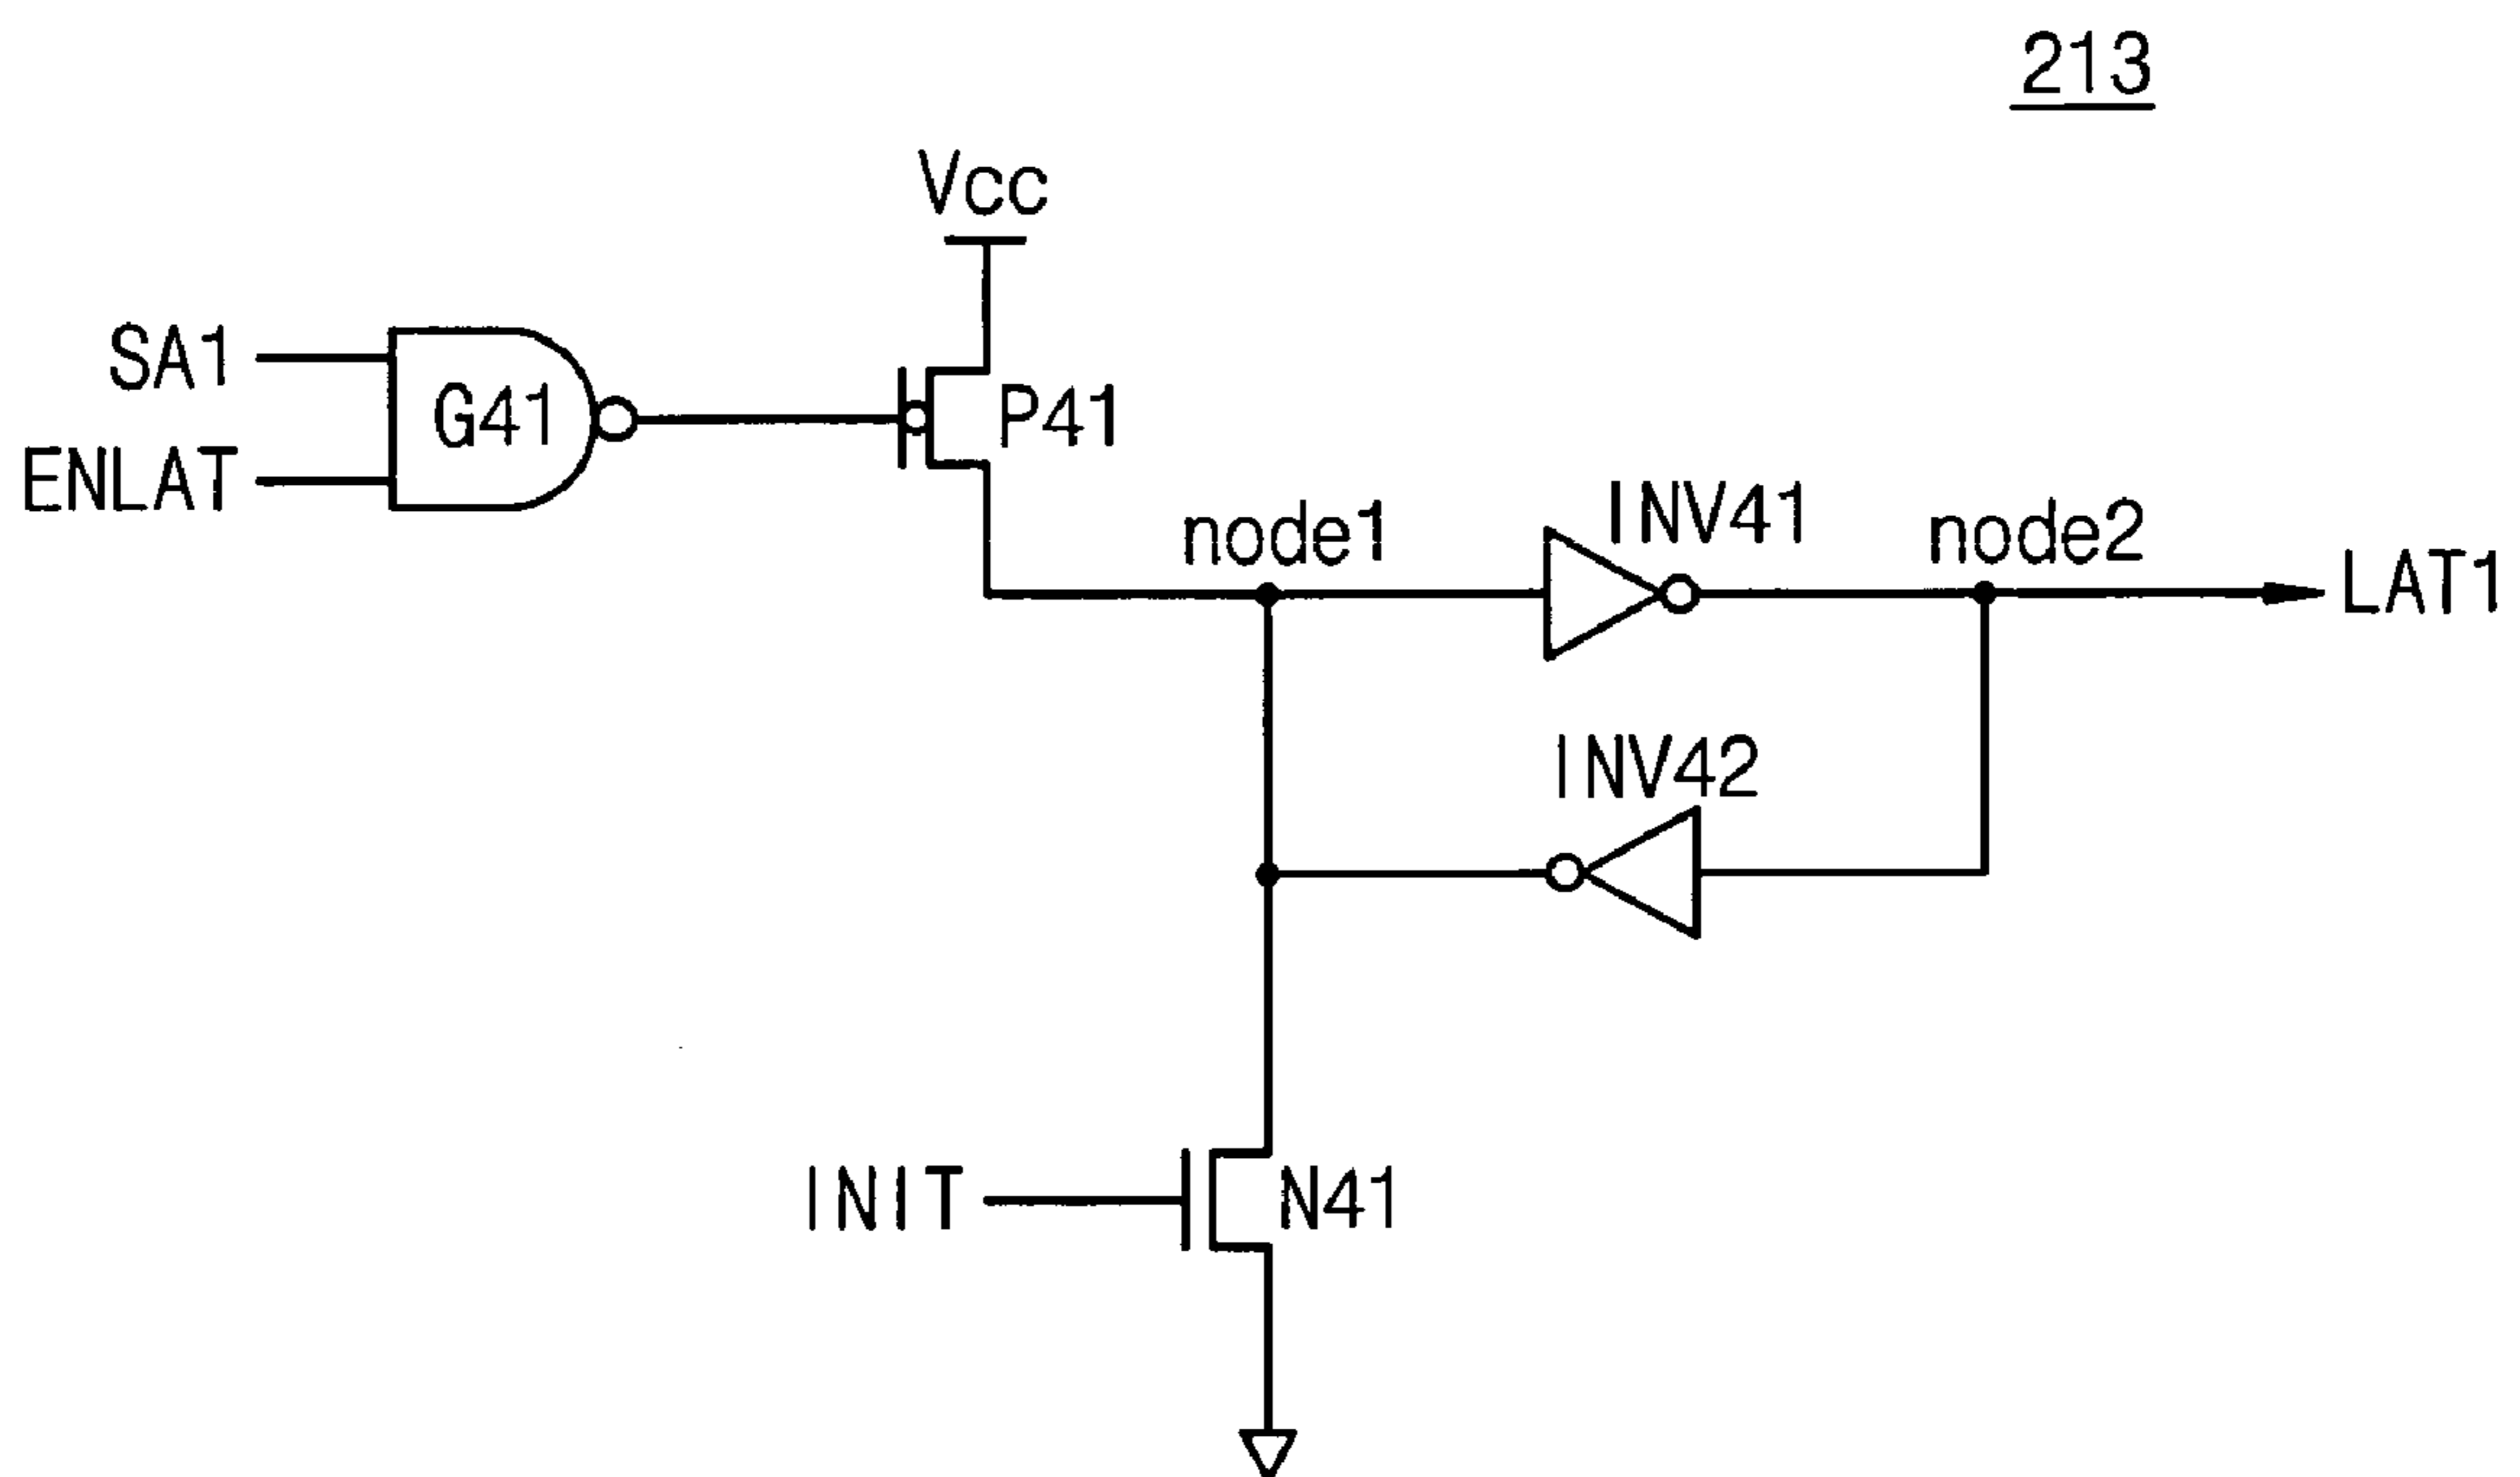 213
Vcc
SA1
G41
P41
ENLAT
node1
INV41
node2
LAT1
INV42
INIT
N41